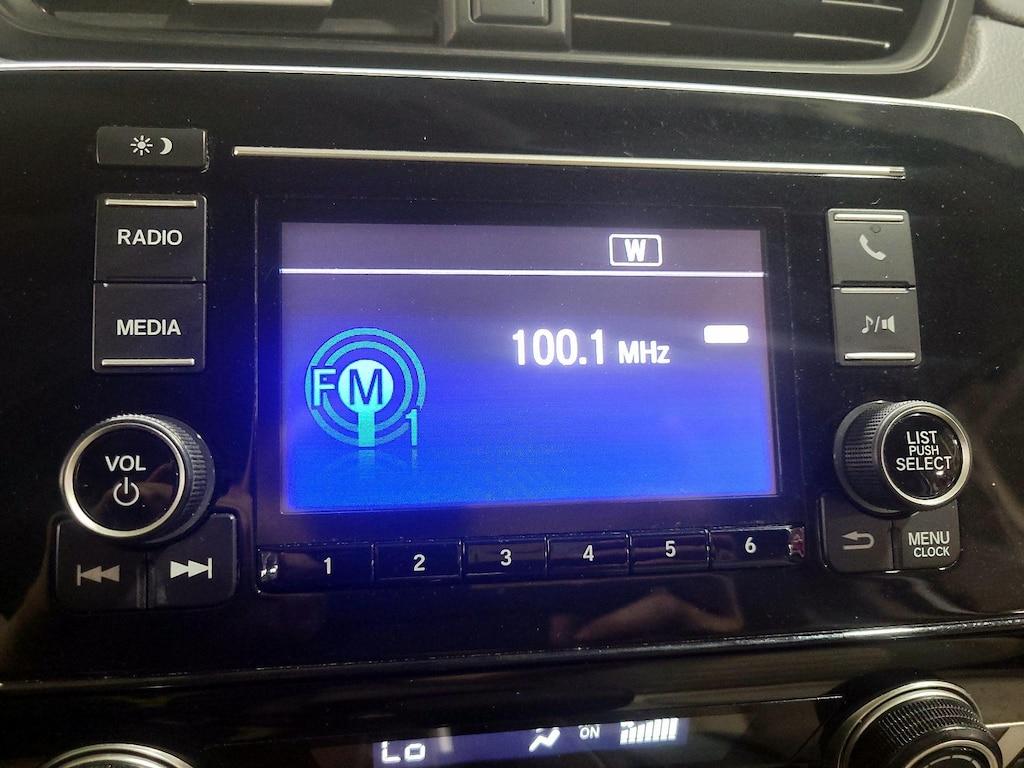 W
RADIO
MEDIA
100.1 MHz
FM
1
VOL
LIST
PUSH
SELECT
1 2 3 4 5 6
MENU
CLOCK
Lo
ON